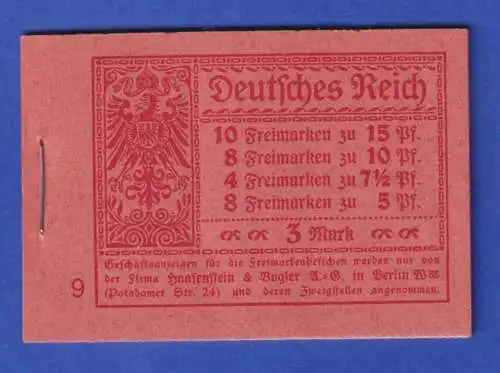 Deutsches Reich
10 Freimarken zu 15 Pf.
8 Freimarken zu 10 Pf.
4 Freimarken zu 7½ Pf.
8 Freimarken zu 5 Pf.
3 Mark
Geschäftsanzeigen für die Freimarkenheftchen werden nur von
der Firma Haasenstein & Vogler A.=G. in Berlin W 35
(Potsdamer Str. 24) und deren Zweigstellen angenommen.
9